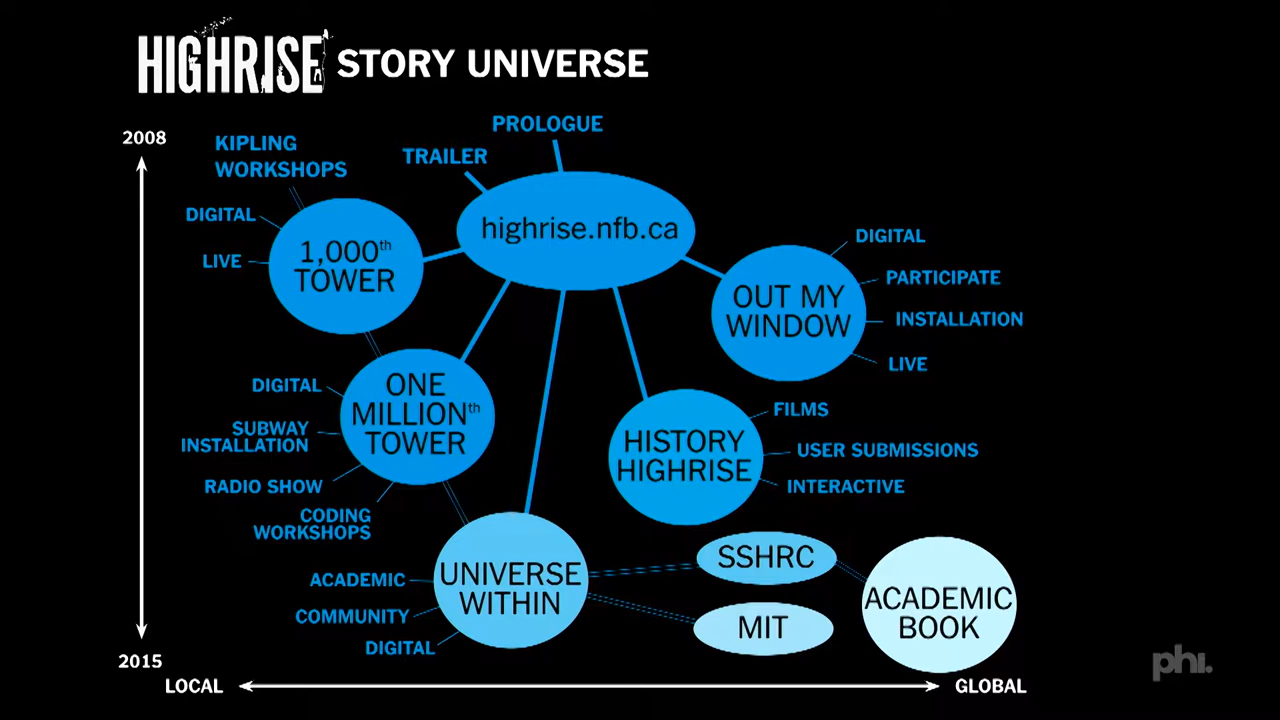 HIGHRISE STORY UNIVERSE
2008
KIPLING
WORKSHOPS
TRAILER
PROLOGUE
DIGITAL
LIVE
1,000th
TOWER
highrise.nfb.ca
OUT MY
WINDOW
DIGITAL
PARTICIPATE
INSTALLATION
LIVE
DIGITAL
SUBWAY
INSTALLATION
RADIO SHOW
CODING
WORKSHOPS
ONE
MILLIONth
TOWER
HISTORY
HIGHRISE
FILMS
USER SUBMISSIONS
INTERACTIVE
ACADEMIC
COMMUNITY
DIGITAL
UNIVERSE
WITHIN
SSHRC
MIT
ACADEMIC
BOOK
2015
LOCAL
GLOBAL
phi.